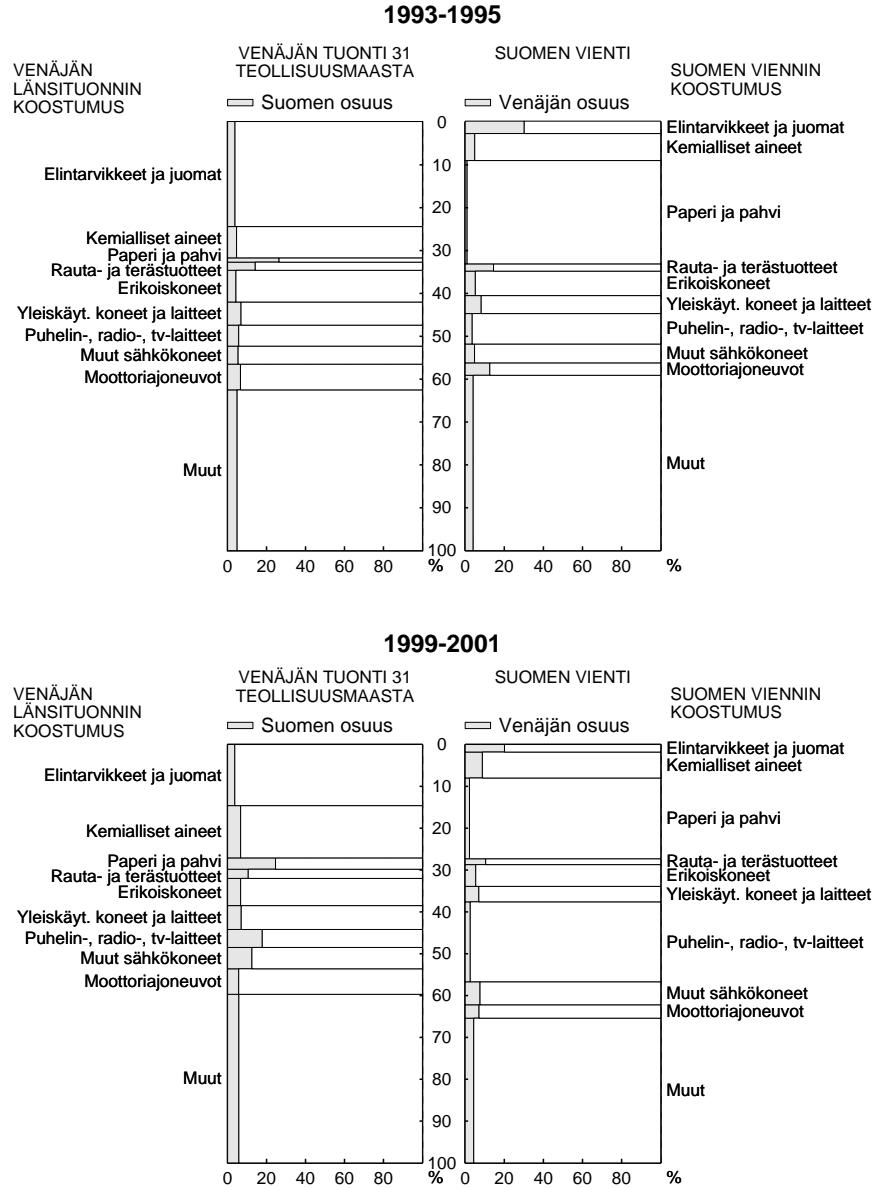 1993-1995
VENÄJÄN
LÄNSITUONNIN
KOOSTUMUS
VENÄJÄN TUONTI 31
TEOLLISUUSMAASTA
SUOMEN VIENTI
SUOMEN VIENNIN
KOOSTUMUS
Suomen osuus
Venäjän osuus
Elintarvikkeet ja juomat
Kemialliset aineet
Paperi ja pahvi
Rauta- ja terästuotteet
Erikoiskoneet
Yleiskäyt. koneet ja laitteet
Puhelin-, radio-, tv-laitteet
Muut sähkökoneet
Moottoriajoneuvot
Muut
0
10
20
30
40
50
60
70
80
90
100
Elintarvikkeet ja juomat
Kemialliset aineet
Paperi ja pahvi
Rauta- ja terästuotteet
Erikoiskoneet
Yleiskäyt. koneet ja laitteet
Puhelin-, radio-, tv-laitteet
Muut sähkökoneet
Moottoriajoneuvot
Muut
0 20 40 60 80 % 0 20 40 60 80 %
1999-2001
VENÄJÄN
LÄNSITUONNIN
KOOSTUMUS
VENÄJÄN TUONTI 31
TEOLLISUUSMAASTA
SUOMEN VIENTI
SUOMEN VIENNIN
KOOSTUMUS
Suomen osuus
Venäjän osuus
Elintarvikkeet ja juomat
Kemialliset aineet
Paperi ja pahvi
Rauta- ja terästuotteet
Erikoiskoneet
Yleiskäyt. koneet ja laitteet
Puhelin-, radio-, tv-laitteet
Muut sähkökoneet
Moottoriajoneuvot
Muut
0
10
20
30
40
50
60
70
80
90
100
Elintarvikkeet ja juomat
Kemialliset aineet
Paperi ja pahvi
Rauta- ja terästuotteet
Erikoiskoneet
Yleiskäyt. koneet ja laitteet
Puhelin-, radio-, tv-laitteet
Muut sähkökoneet
Moottoriajoneuvot
Muut
0 20 40 60 80 % 0 20 40 60 80 %